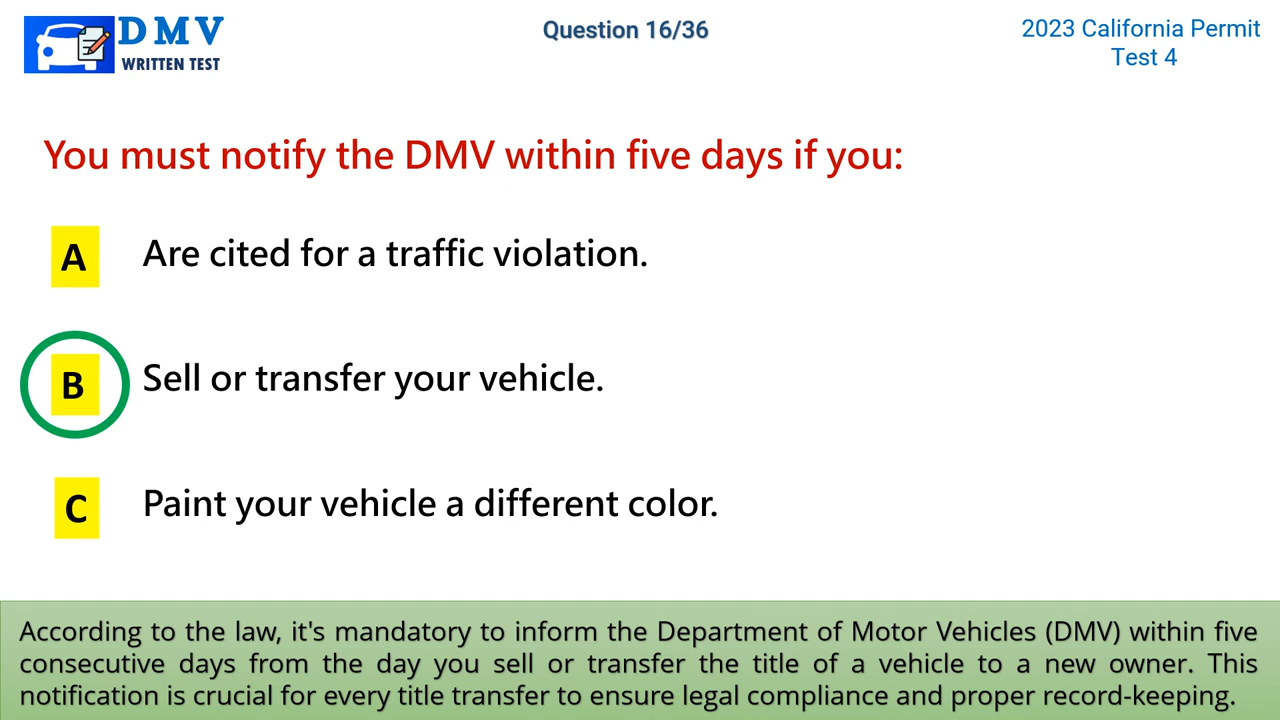 DMV
WRITTEN TEST
Question 16/36
2023 California Permit
Test 4
You must notify the DMV within five days if you:
A Are cited for a traffic violation.
B Sell or transfer your vehicle.
C Paint your vehicle a different color.
According to the law, it's mandatory to inform the Department of Motor Vehicles (DMV) within five
consecutive days from the day you sell or transfer the title of a vehicle to a new owner. This
notification is crucial for every title transfer to ensure legal compliance and proper record-keeping.